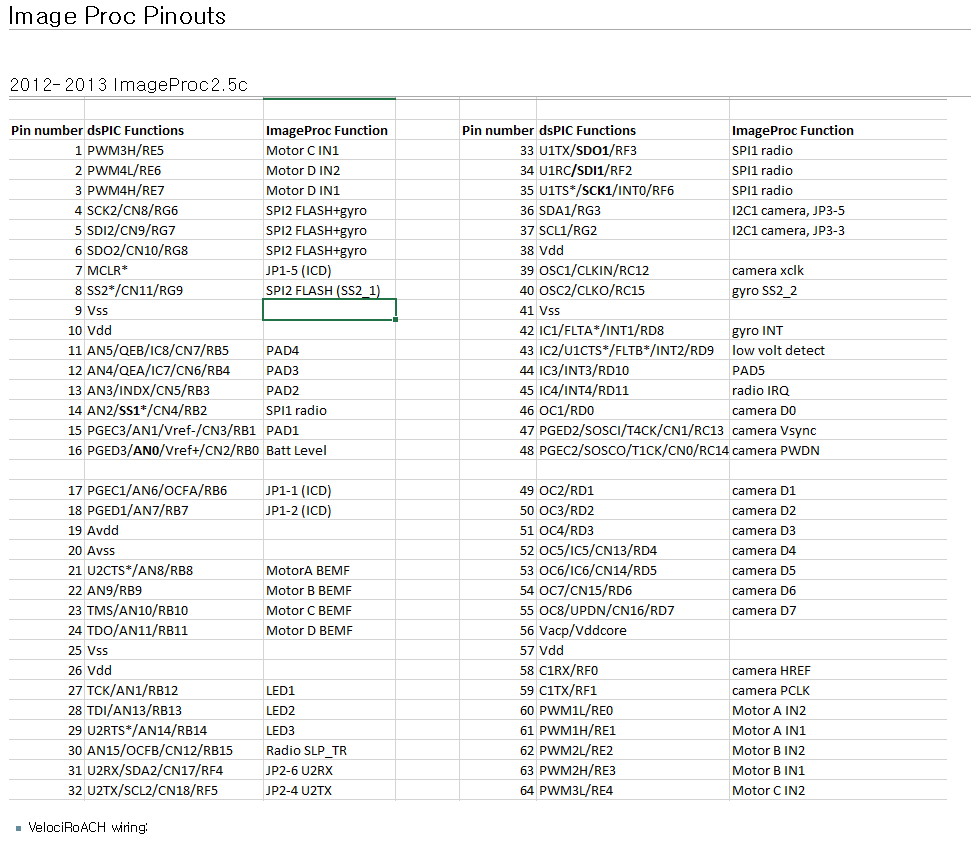 Image Proc Pinouts
2012-2013 ImageProc2.5c
Pin number dsPIC Functions ImageProc Function Pin number dsPIC Functions ImageProc Function
1 PWM3H/RE5 Motor C IN1 33 U1TX/SDO1/RF3 SPI1 radio
2 PWM4L/RE6 Motor D IN2 34 U1RC/SDI1/RF2 SPI1 radio
3 PWM4H/RE7 Motor D IN1 35 U1TS*/SCK1/INT0/RF6 SPI1 radio
4 SCK2/CN8/RG6 SPI2 FLASH+gyro 36 SDA1/RG3 I2C1 camera, JP3-5
5 SDI2/CN9/RG7 SPI2 FLASH+gyro 37 SCL1/RG2 I2C1 camera, JP3-3
6 SDO2/CN10/RG8 SPI2 FLASH+gyro 38 Vdd
7 MCLR* JP1-5 (ICD) 39 OSC1/CLKIN/RC12 camera xclk
8 SS2*/CN11/RG9 SPI2 FLASH (SS2_1) 40 OSC2/CLKO/RC15 gyro SS2_2
9 Vss 41 Vss
10 Vdd 42 IC1/FLTA*/INT1/RD8 gyro INT
11 AN5/QEB/IC8/CN7/RB5 PAD4 43 IC2/U1CTS*/FLTB*/INT2/RD9 low volt detect
12 AN4/QEA/IC7/CN6/RB4 PAD3 44 IC3/INT3/RD10 PAD5
13 AN3/INDX/CN5/RB3 PAD2 45 IC4/INT4/RD11 radio IRQ
14 AN2/SS1*/CN4/RB2 SPI1 radio 46 OC1/RD0 camera D0
15 PGEC3/AN1/Vref-/CN3/RB1 PAD1 47 PGED2/SOSCI/T4CK/CN1/RC13 camera Vsync
16 PGED3/AN0/Vref+/CN2/RB0 Batt Level 48 PGEC2/SOSCO/T1CK/CN0/RC14 camera PWDN
17 PGEC1/AN6/OCFA/RB6 JP1-1 (ICD) 49 OC2/RD1 camera D1
18 PGED1/AN7/RB7 JP1-2 (ICD) 50 OC3/RD2 camera D2
19 Avdd 51 OC4/RD3 camera D3
20 Avss 52 OC5/IC5/CN13/RD4 camera D4
21 U2CTS*/AN8/RB8 MotorA BEMF 53 OC6/IC6/CN14/RD5 camera D5
22 AN9/RB9 Motor B BEMF 54 OC7/CN15/RD6 camera D6
23 TMS/AN10/RB10 Motor C BEMF 55 OC8/UPDN/CN16/RD7 camera D7
24 TDO/AN11/RB11 Motor D BEMF 56 Vacp/Vddcore
25 Vss 57 Vdd
26 Vdd 58 C1RX/RF0 camera HREF
27 TCK/AN1/RB12 LED1 59 C1TX/RF1 camera PCLK
28 TDI/AN13/RB13 LED2 60 PWM1L/RE0 Motor A IN2
29 U2RTS*/AN14/RB14 LED3 61 PWM1H/RE1 Motor A IN1
30 AN15/OCFB/CN12/RB15 Radio SLP_TR 62 PWM2L/RE2 Motor B IN2
31 U2RX/SDA2/CN17/RF4 JP2-6 U2RX 63 PWM2H/RE3 Motor B IN1
32 U2TX/SCL2/CN18/RF5 JP2-4 U2TX 64 PWM3L/RE4 Motor C IN2
VelociRoACH wiring: